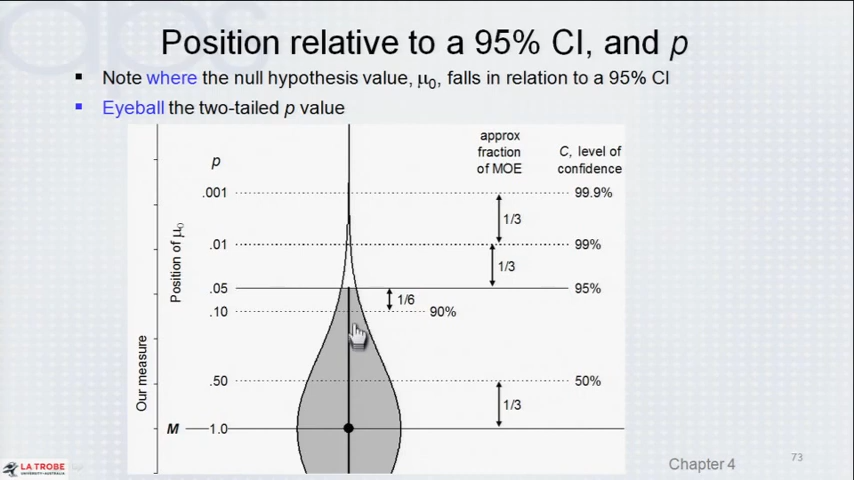 Position relative to a 95% CI, and p
Note where the null hypothesis value, μ0, falls in relation to a 95% CI
Eyeball the two-tailed p value
approx
fraction
of MOE
C, level of
confidence
p
.001
99.9%
1/3
.01
99%
1/3
.05
95%
1/6
.10
90%
.50
50%
1/3
M
1.0
Position of μ0
Our measure
LA TROBE
UNIVERSITY AUSTRALIA
Chapter 4
73